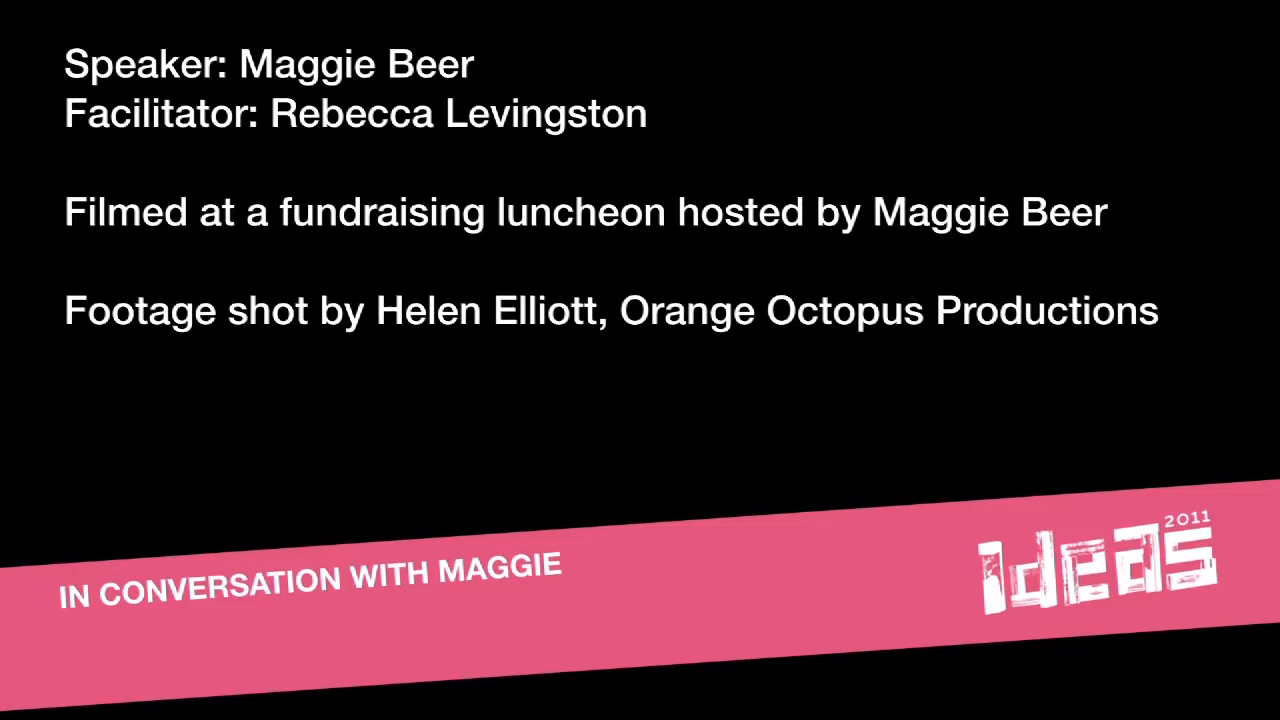 Speaker: Maggie Beer
Facilitator: Rebecca Levingston
Filmed at a fundraising luncheon hosted by Maggie Beer
Footage shot by Helen Elliott, Orange Octopus Productions
IN CONVERSATION WITH MAGGIE
2011
Ideas